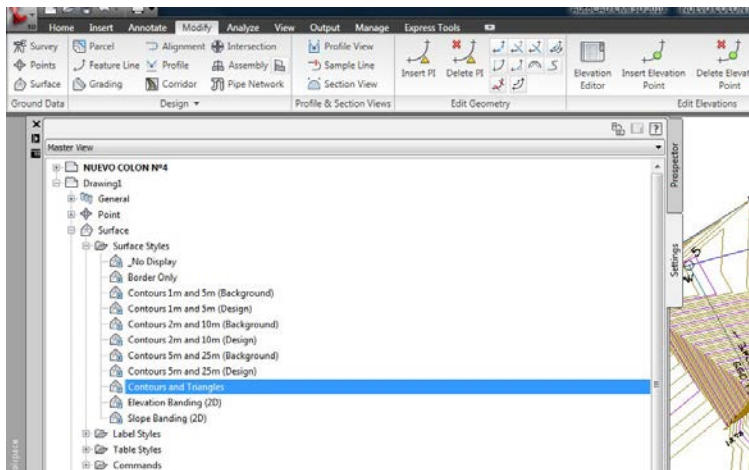 Home Insert Annotate Modify Analyze View Output Manage Express Tools
Survey Parcel Alignment Intersection Profile View
Points Feature Line Profile Assembly Sample Line Insert PI Delete PI Elevation Editor Insert Elevation Point Delete Elevat Point
Surface Grading Corridor Pipe Network Section View
Ground Data Design Profile & Section Views Edit Geometry Edit Elevations
Master View
NUEVO COLON Nº4
Drawing1
General
Point
Surface
Surface Styles
_No Display
Border Only
Contours 1m and 5m (Background)
Contours 1m and 5m (Design)
Contours 2m and 10m (Background)
Contours 2m and 10m (Design)
Contours 5m and 25m (Background)
Contours 5m and 25m (Design)
Contours and Triangles
Elevation Banding (2D)
Slope Banding (2D)
Label Styles
Table Styles
Commands
Prospector
Settings